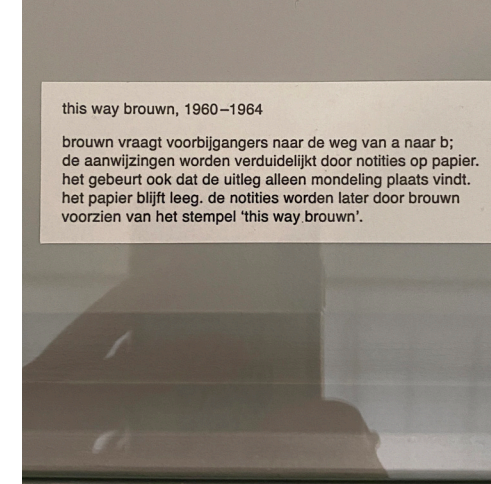 this way brouwn, 1960–1964
brouwn vraagt voorbijgangers naar de weg van a naar b;
de aanwijzingen worden verduidelijkt door notities op papier.
het gebeurt ook dat de uitleg alleen mondeling plaats vindt.
het papier blijft leeg. de notities worden later door brouwn
voorzien van het stempel ‘this way brouwn’.